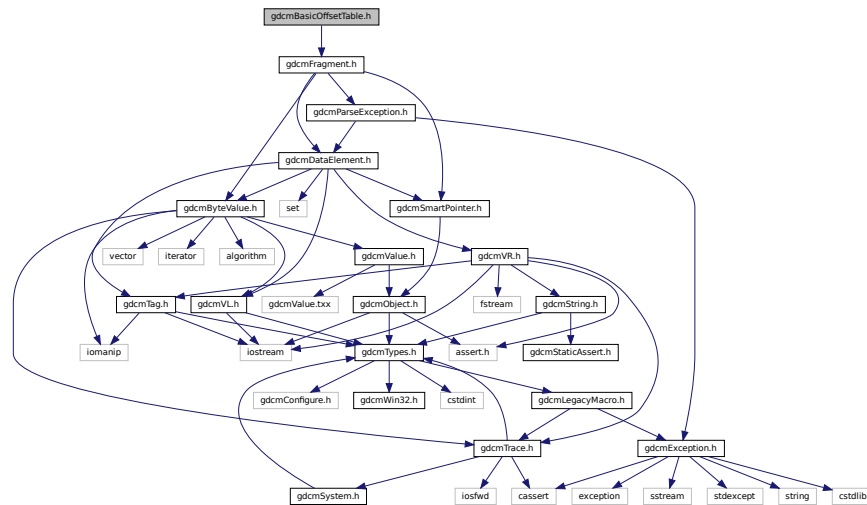 gdcmBasicOffsetTable.h
gdcmFragment.h
gdcmParseException.h
gdcmDataElement.h
gdcmByteValue.h
set
gdcmSmartPointer.h
vector
iterator
algorithm
gdcmValue.h
gdcmVR.h
gdcmTag.h
gdcmVL.h
gdcmValue.txx
gdcmObject.h
fstream
gdcmString.h
iomanip
iostream
gdcmTypes.h
assert.h
gdcmStaticAssert.h
gdcmConfigure.h
gdcmWin32.h
cstdint
gdcmLegacyMacro.h
gdcmTrace.h
gdcmException.h
gdcmSystem.h
iosfwd
cassert
exception
sstream
stdexcept
string
cstdlib